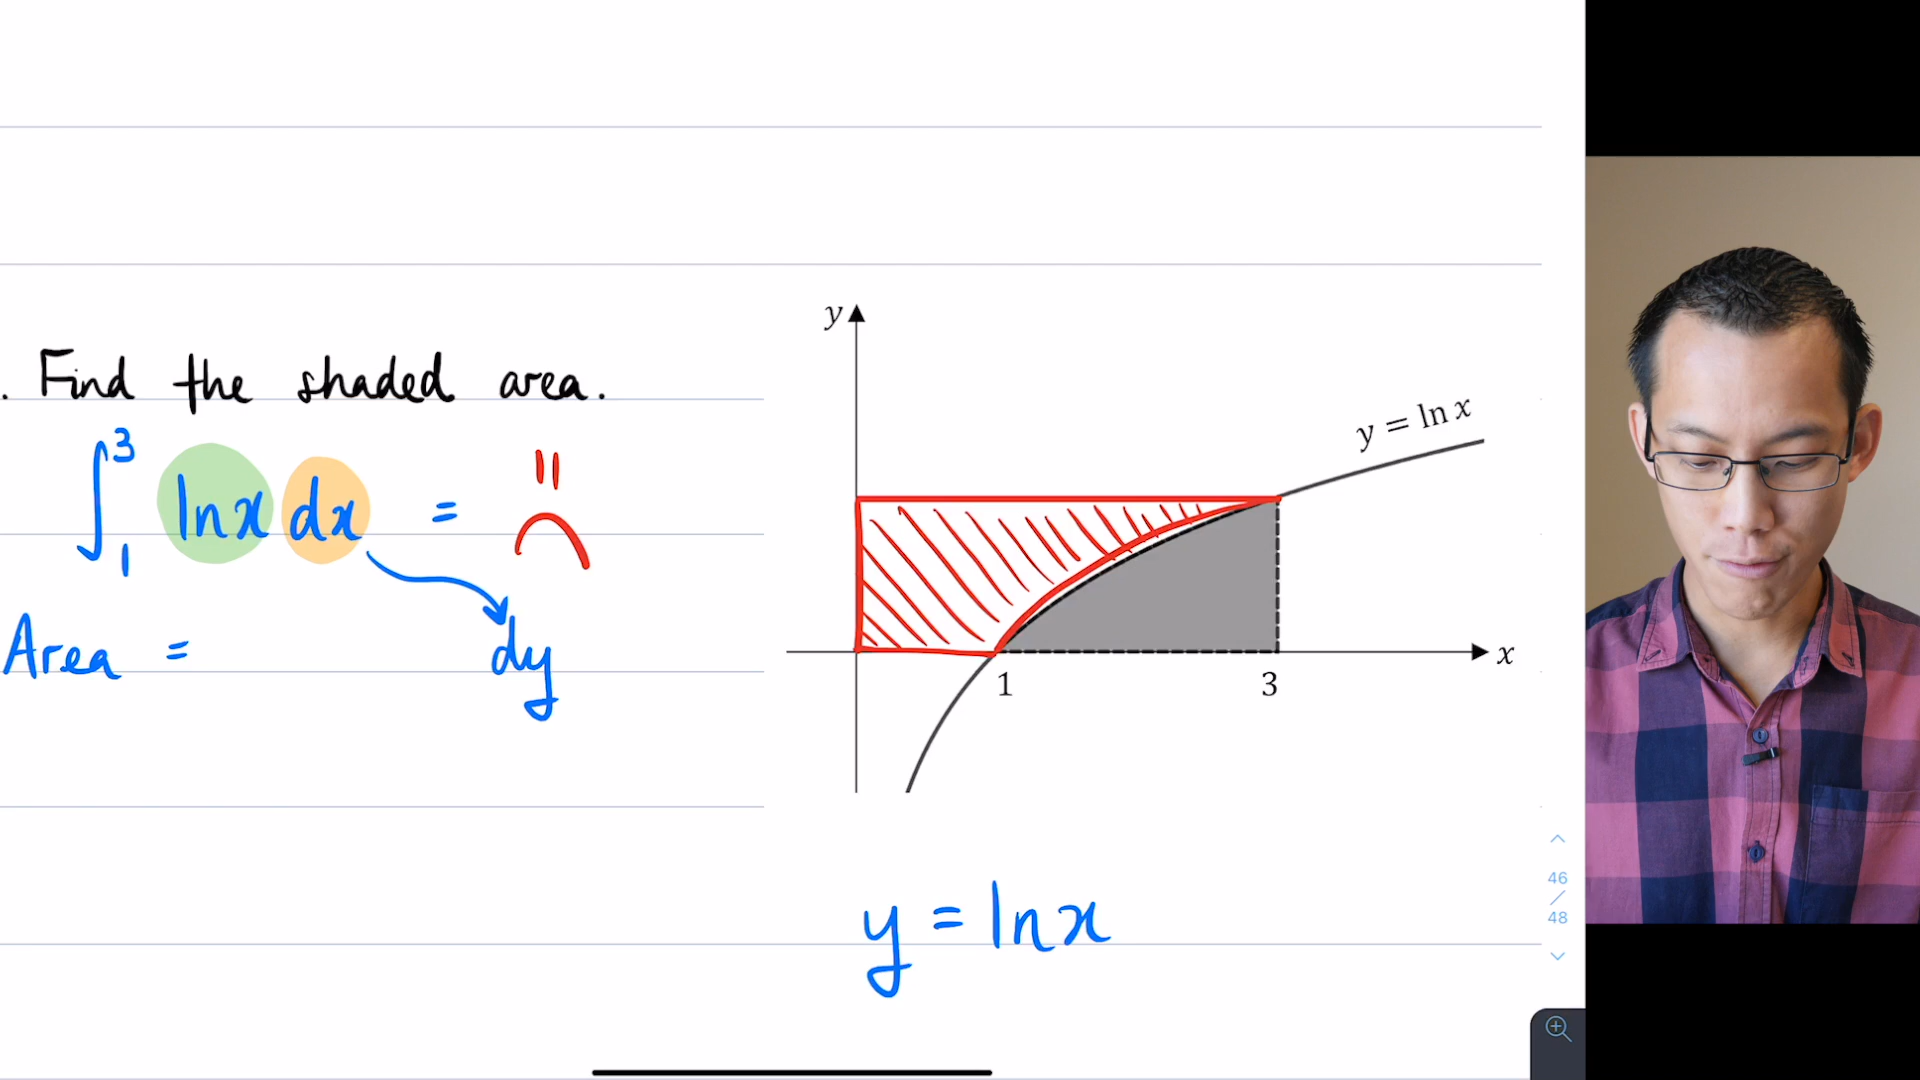 . Find the shaded area.
∫₁³ ln x dx =
Area = dy
y
y = ln x
x
1 3
y = ln x
46
/
48